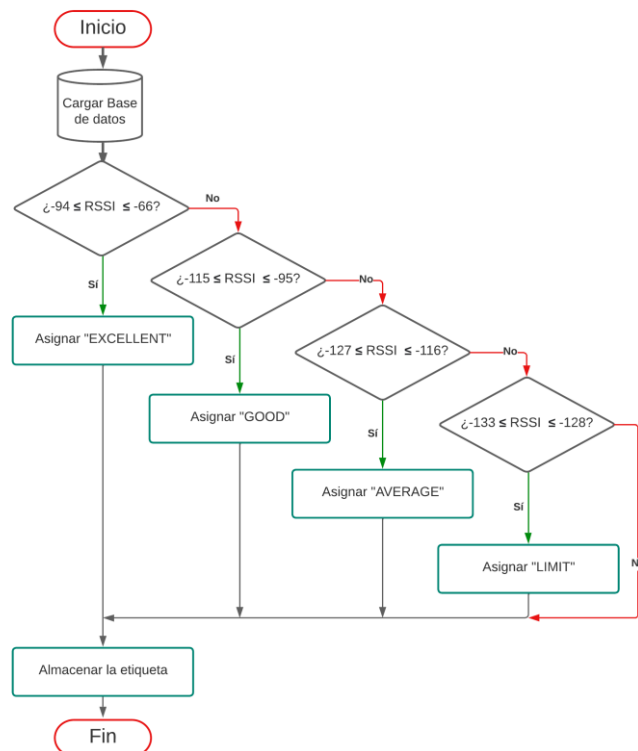 Inicio
Cargar Base
de datos
¿-94 ≤ RSSI ≤ -66?
No
¿-115 ≤ RSSI ≤ -95?
No
Sí
¿-127 ≤ RSSI ≤ -116?
No
Asignar "EXCELLENT"
Sí
Asignar "GOOD"
¿-133 ≤ RSSI ≤ -128?
Sí
Asignar "AVERAGE"
Sí
Asignar "LIMIT"
Almacenar la etiqueta
Fin